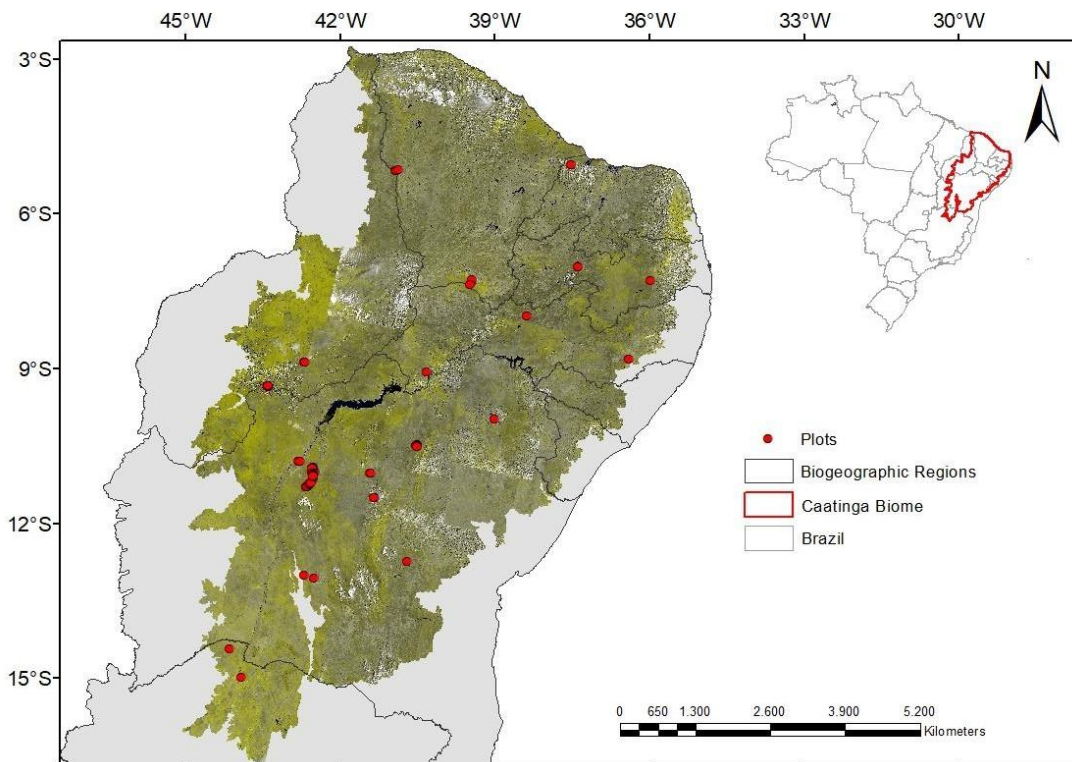 45°W 42°W 39°W 36°W 33°W 30°W
3°S
6°S
9°S
12°S
15°S
N
Plots
Biogeographic Regions
Caatinga Biome
Brazil
0 650 1.300 2.600 3.900 5.200
Kilometers